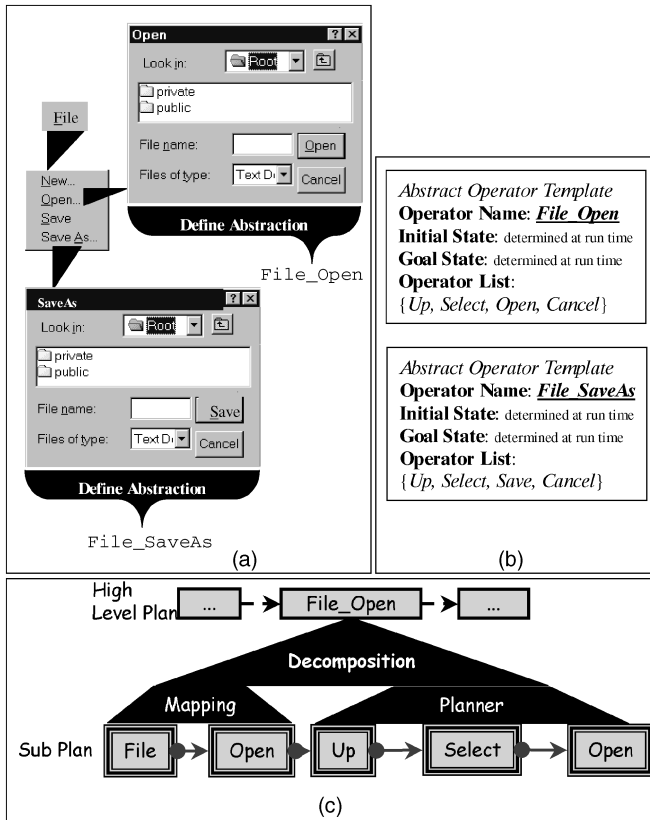 Open
Look in:
Root
private
public
File name:
Open
Files of type:
Text D
Cancel
Define Abstraction
File_Open
File
New...
Open...
Save
Save As...
SaveAs
Look in:
Root
private
public
File name:
Save
Files of type:
Text D
Cancel
Define Abstraction
File_SaveAs
(a)
Abstract Operator Template
Operator Name: File_Open
Initial State: determined at run time
Goal State: determined at run time
Operator List:
{Up, Select, Open, Cancel}
Abstract Operator Template
Operator Name: File_SaveAs
Initial State: determined at run time
Goal State: determined at run time
Operator List:
{Up, Select, Save, Cancel}
(b)
High
Level Plan
...
File_Open
...
Decomposition
Mapping
Planner
Sub Plan
File
Open
Up
Select
Open
(c)